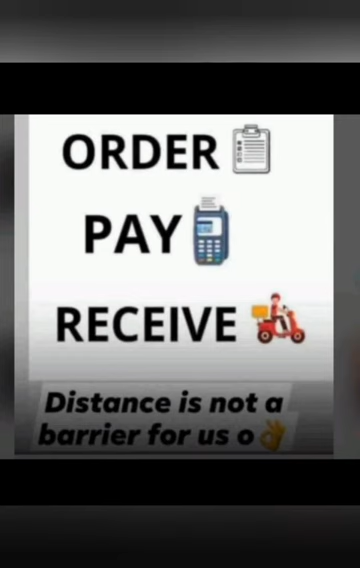 ORDER
PAY
RECEIVE
Distance is not a
barrier for us o